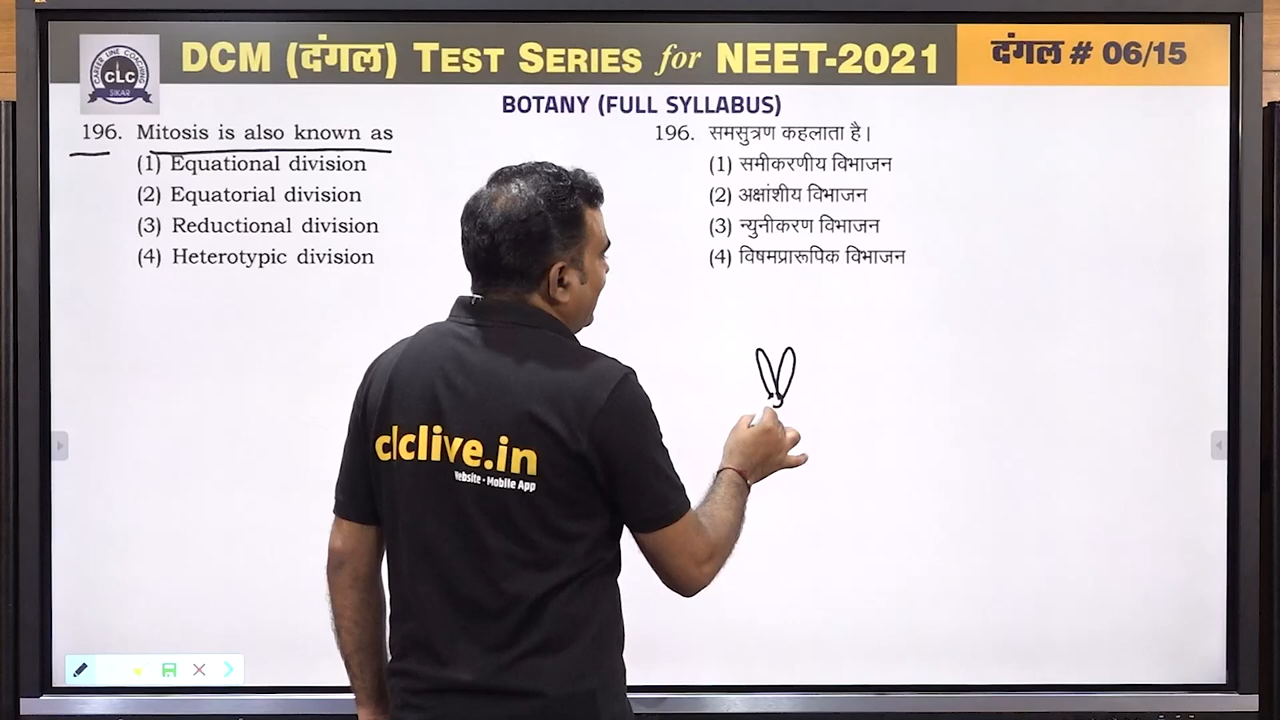 CAREER LINE COACHING
CLC
SIKAR
DCM (दंगल) TEST SERIES for NEET-2021
दंगल # 06/15
BOTANY (FULL SYLLABUS)
196. Mitosis is also known as
(1) Equational division
(2) Equatorial division
(3) Reductional division
(4) Heterotypic division
196. समसुत्रण कहलाता है।
(1) समीकरणीय विभाजन
(2) अक्षांशीय विभाजन
(3) न्युनीकरण विभाजन
(4) विषमप्रारूपिक विभाजन
clclive.in
Website - Mobile App